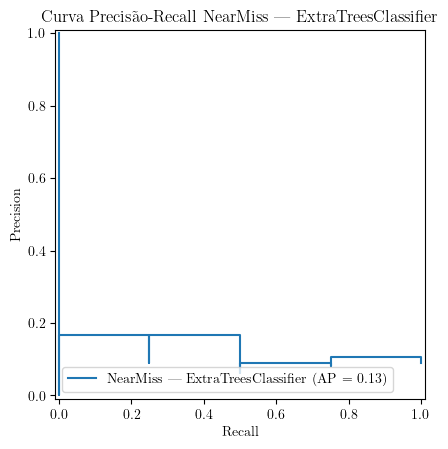 Curva Precisão-Recall NearMiss — ExtraTreesClassifier
1.0
0.8
0.6
0.4
0.2
0.0
Precision
NearMiss — ExtraTreesClassifier (AP = 0.13)
0.0 0.2 0.4 0.6 0.8 1.0
Recall